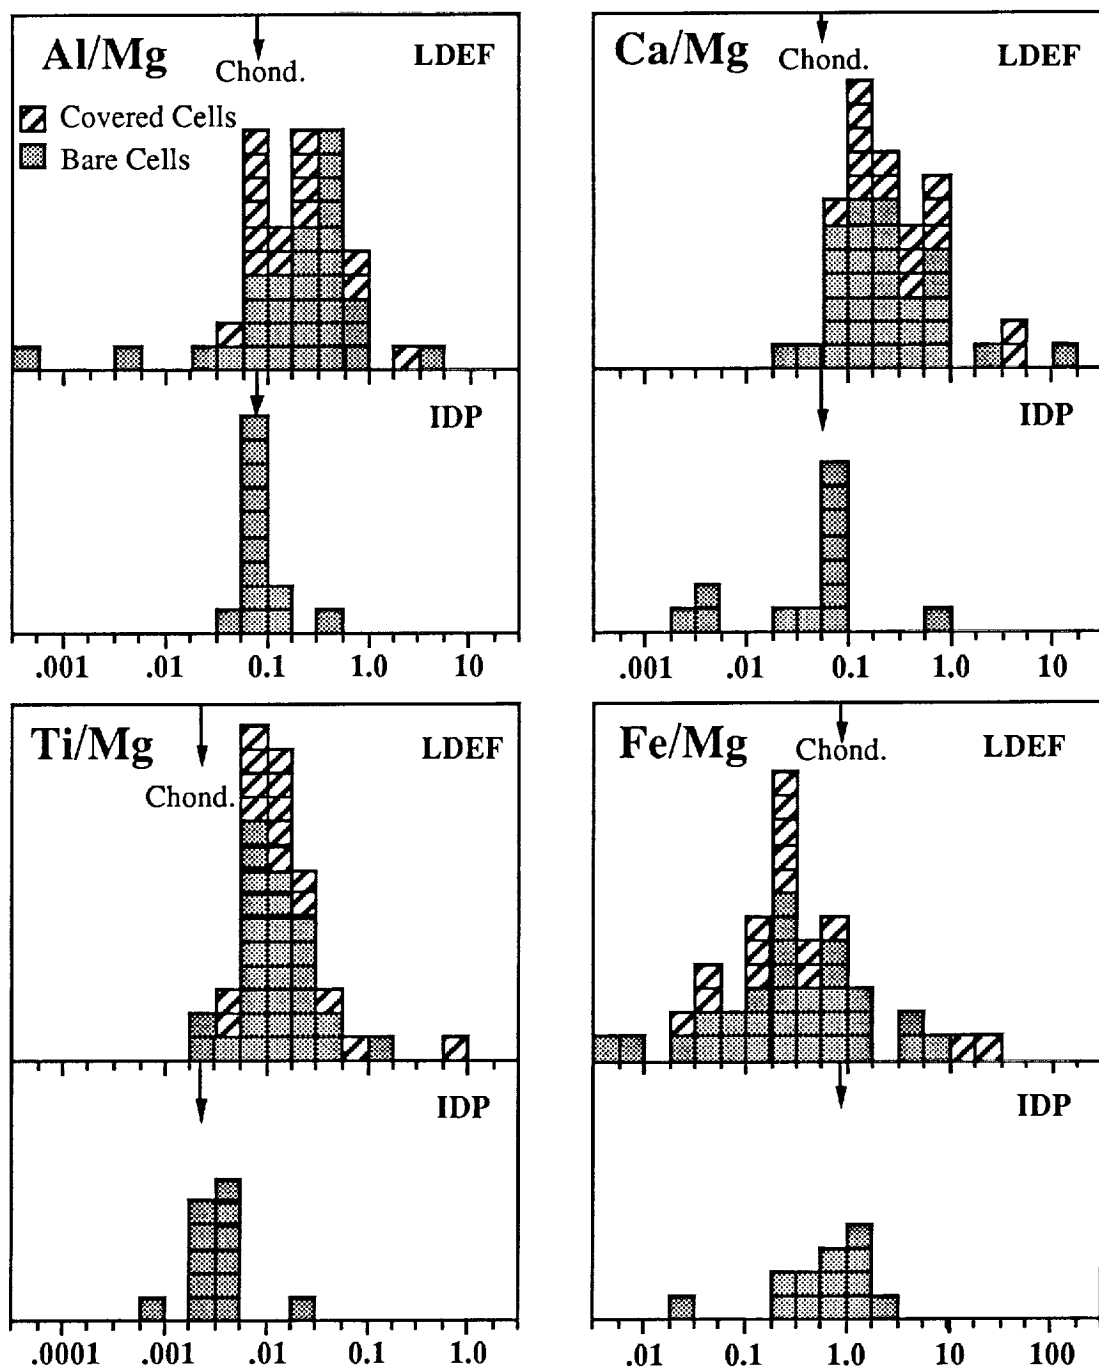 Al/Mg
LDEF
Chond.
Covered Cells
Bare Cells
IDP
.001 .01 0.1 1.0 10
Ca/Mg
LDEF
Chond.
IDP
.001 .01 0.1 1.0 10
Ti/Mg
LDEF
Chond.
IDP
.0001 .001 .01 0.1 1.0
Fe/Mg
LDEF
Chond.
IDP
.01 0.1 1.0 10 100